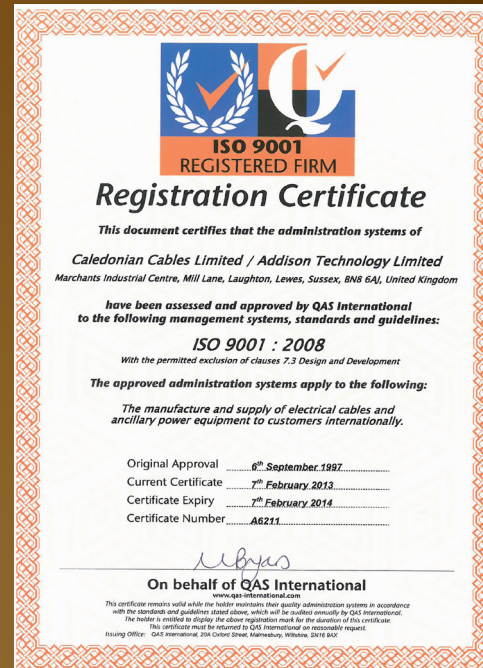 ISO 9001
REGISTERED FIRM
Registration Certificate
This document certifies that the administration systems of
Caledonian Cables Limited / Addison Technology Limited
Marchants Industrial Centre, Mill Lane, Laughton, Lewes, Sussex, BN8 6AJ, United Kingdom
have been assessed and approved by QAS International
to the following management systems, standards and guidelines:
ISO 9001 : 2008
With the permitted exclusion of clauses 7.3 Design and Development
The approved administration systems apply to the following:
The manufacture and supply of electrical cables and
ancillary power equipment to customers internationally.
Original Approval 6th September 1997
Current Certificate 7th February 2013
Certificate Expiry 7th February 2014
Certificate Number A6211
On behalf of QAS International
www.qas-international.com
This certificate remains valid while the holder maintains their quality administration systems in accordance
with the standards and guidelines stated above, which will be audited annually by QAS International.
The holder is entitled to display the above registration mark for the duration of this certificate.
This certificate must be returned to QAS International on reasonable request.
Issuing Office: QAS International, 20A Oxford Street, Malmesbury, Wiltshire, SN16 9AX